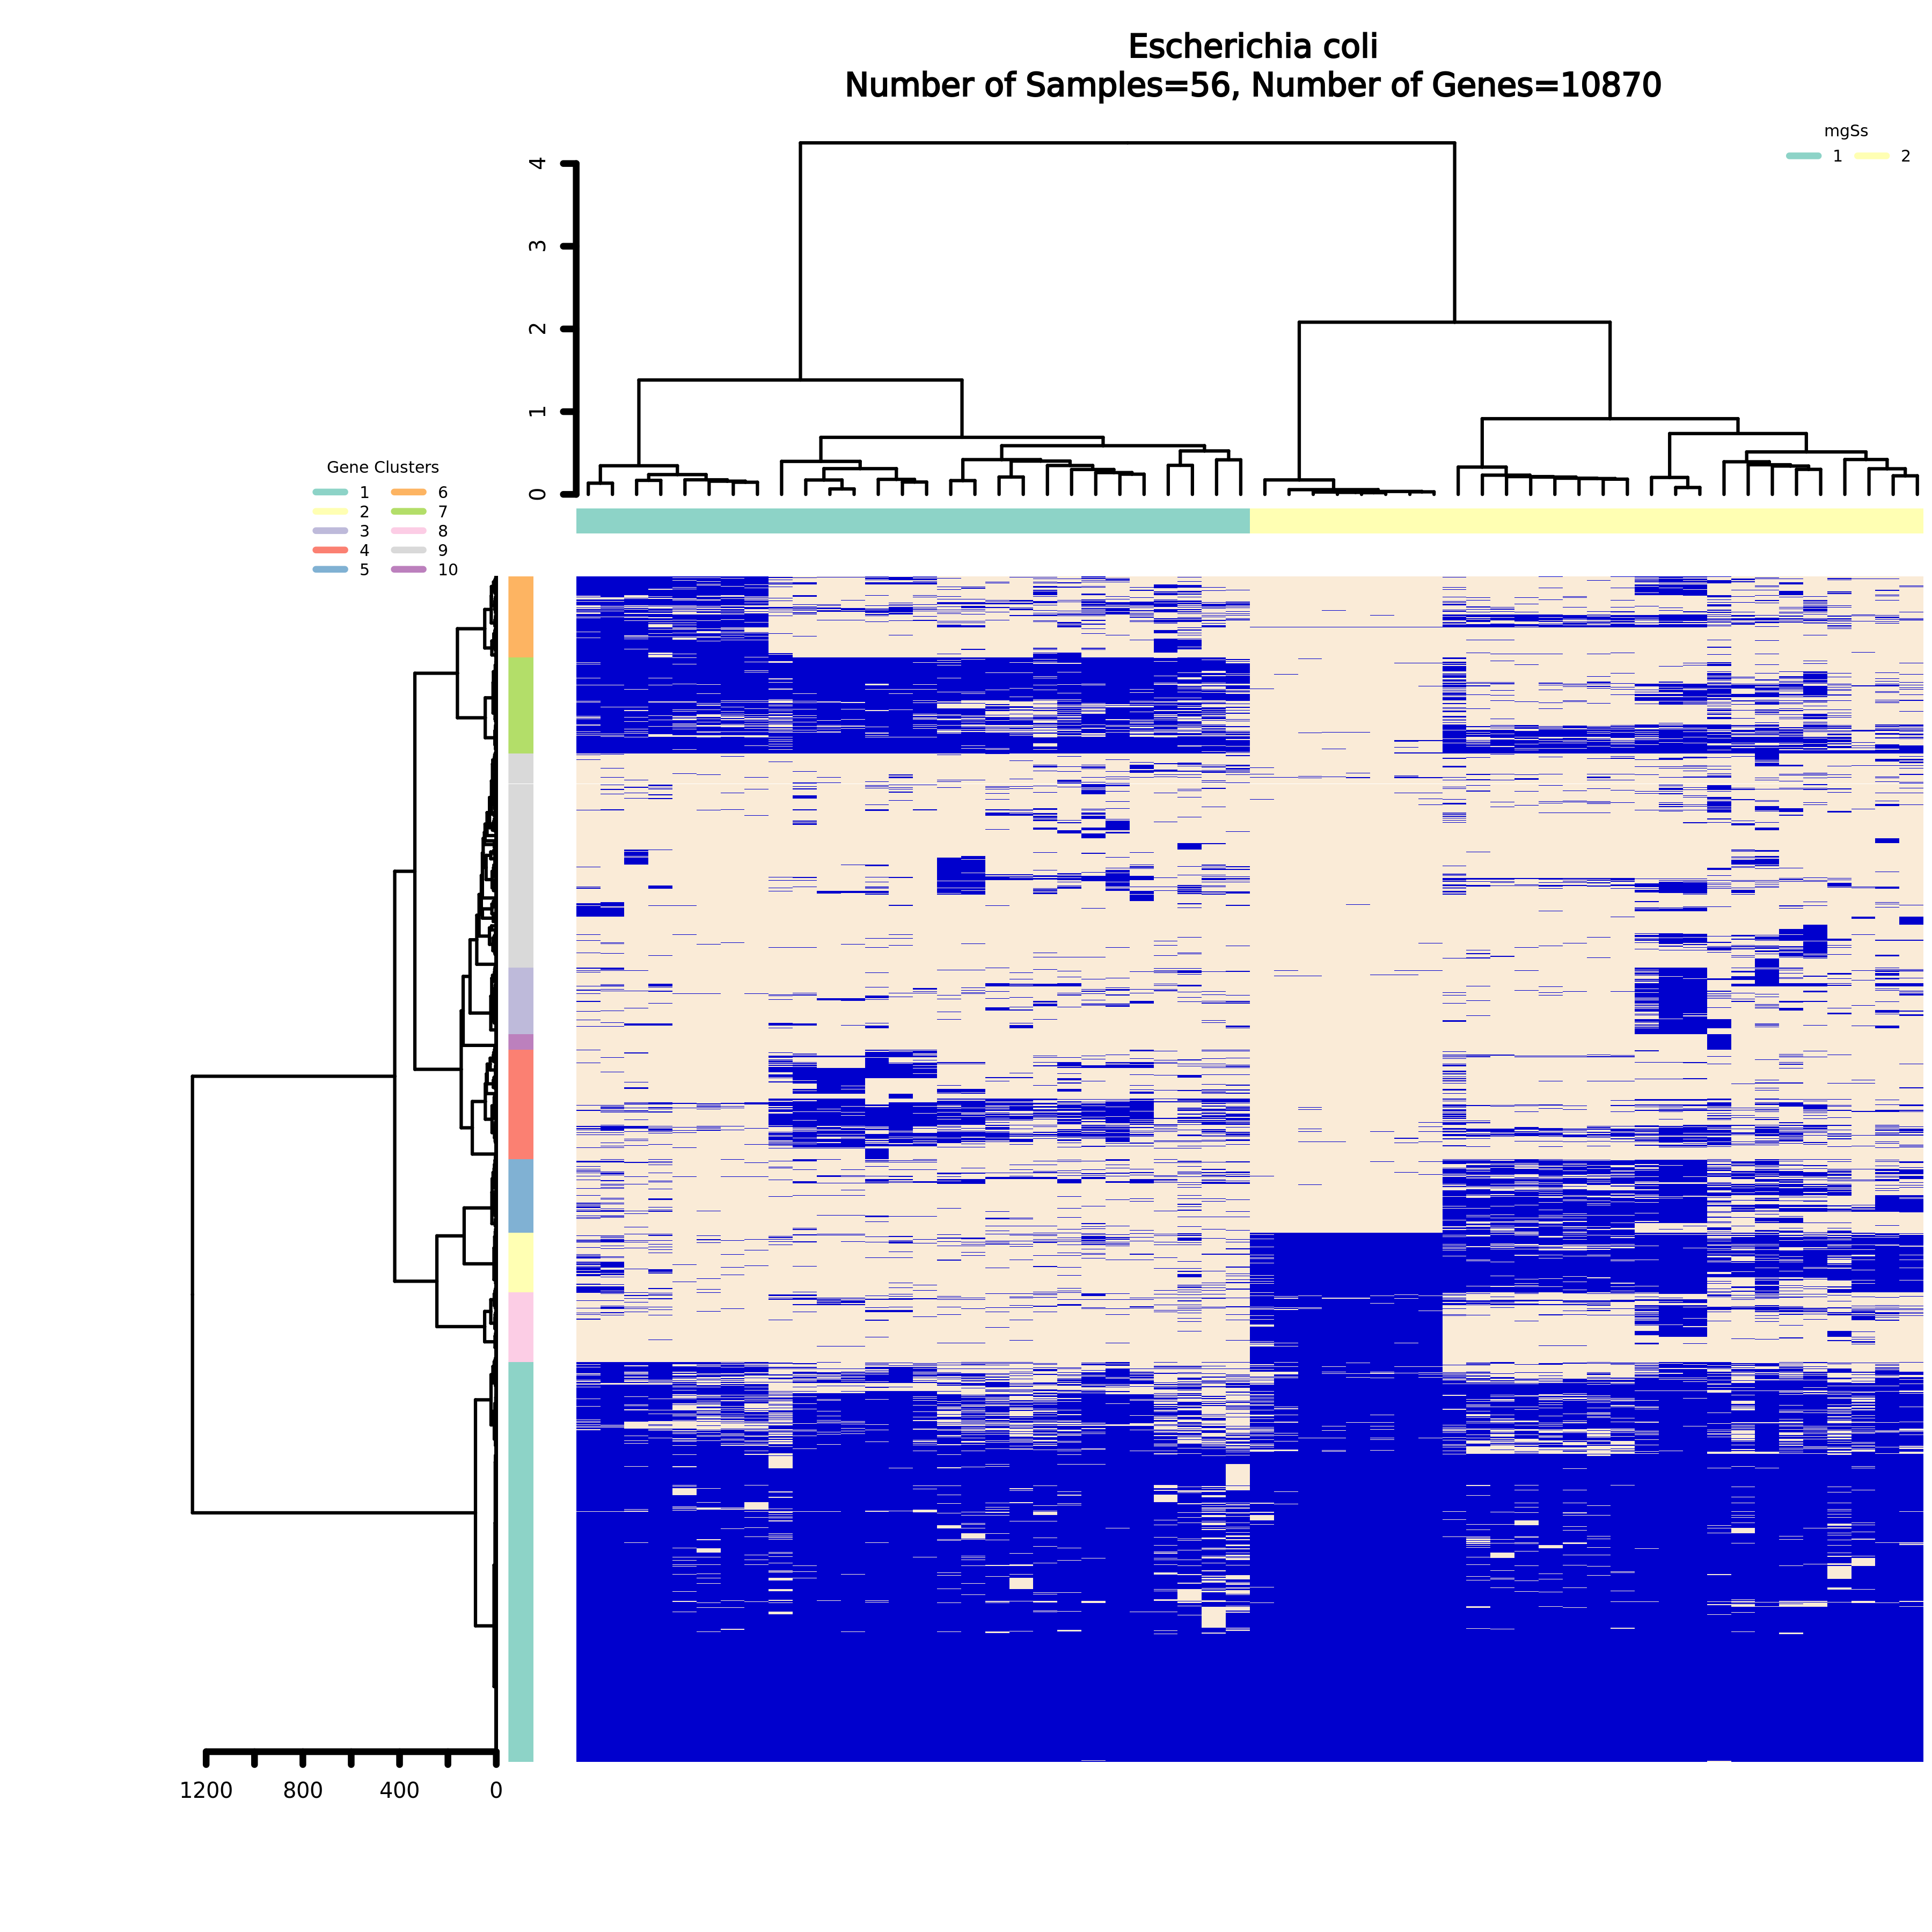 Escherichia coli
Number of Samples=56, Number of Genes=10870
mgSs
1 2
4
3
2
1
0
Gene Clusters
1 6
2 7
3 8
4 9
5 10
1200 800 400 0